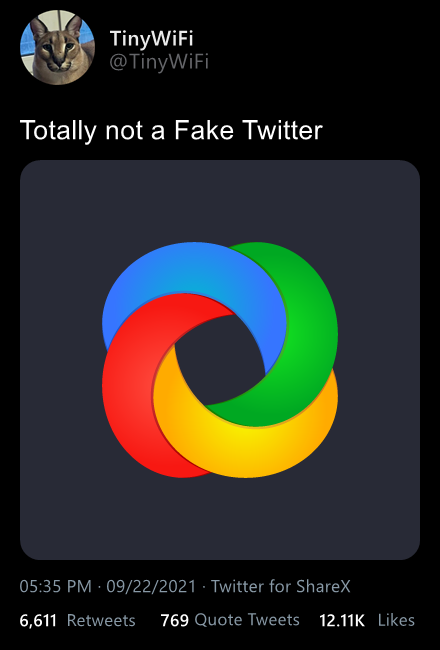 TinyWiFi
@TinyWiFi
Totally not a Fake Twitter
05:35 PM · 09/22/2021 · Twitter for ShareX
6,611 Retweets 769 Quote Tweets 12.11K Likes